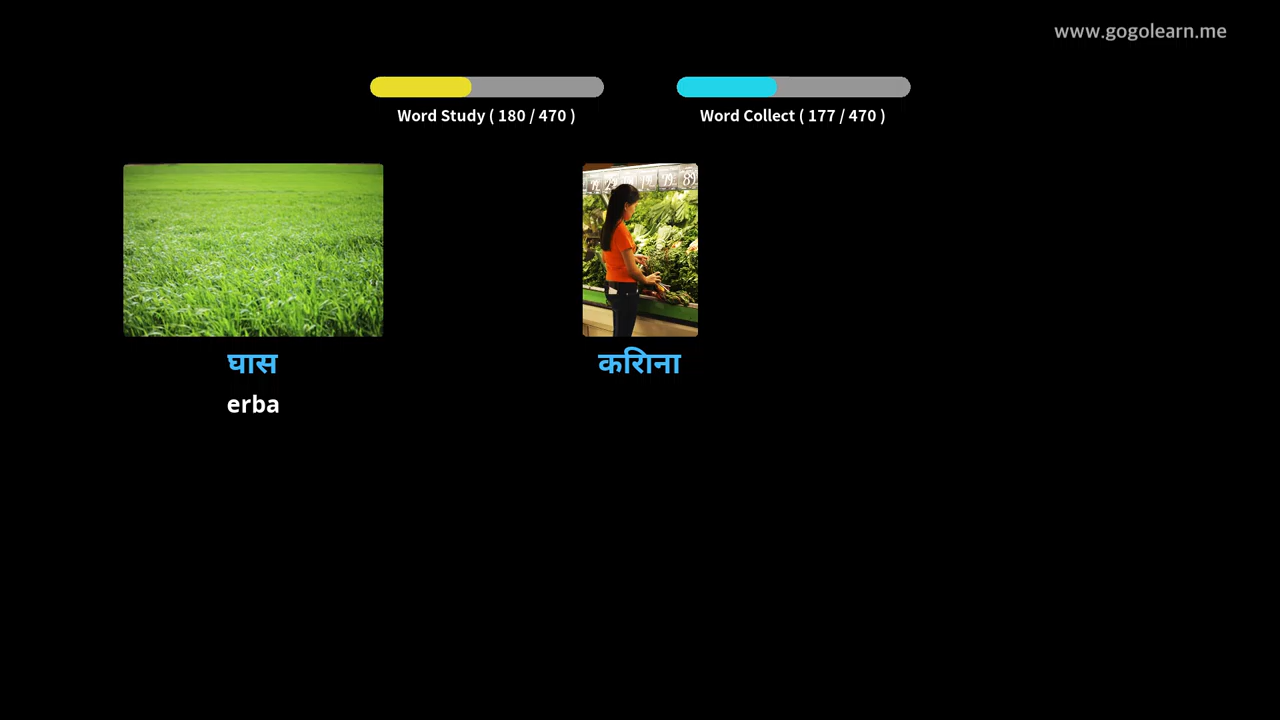 www.gogolearn.me
Word Study ( 180 / 470 )
Word Collect ( 177 / 470 )
घास
करिाना
erba